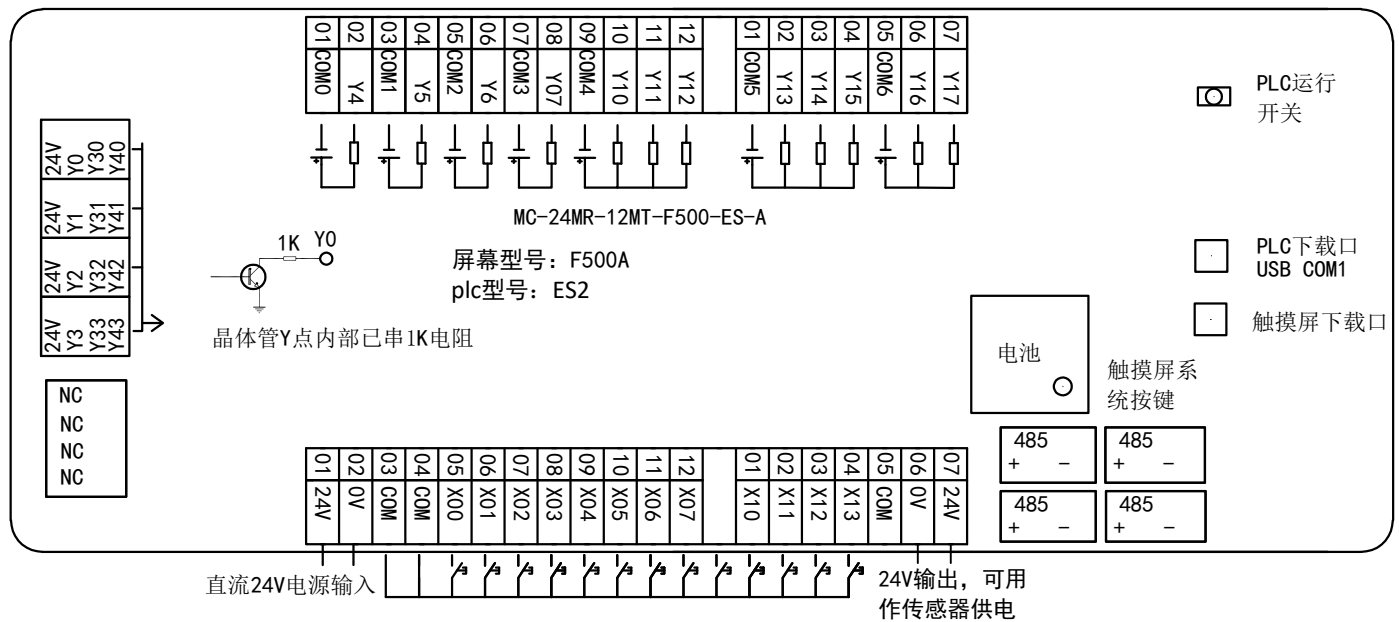 01 02 03 04 05 06 07 08 09 10 11 12 01 02 03 04 05 06 07
COM0 Y4 COM1 Y5 COM2 Y6 COM3 Y07 COM4 Y10 Y11 Y12 COM5 Y13 Y14 Y15 COM6 Y16 Y17
PLC运行
开关
24V Y0 Y30 Y40
24V Y1 Y31 Y41
24V Y2 Y32 Y42
24V Y3 Y33 Y43
MC-24MR-12MT-F500-ES-A
1K Y0
屏幕型号：F500A
plc型号：ES2
晶体管Y点内部已串1K电阻
PLC下载口
USB COM1
触摸屏下载口
电池
触摸屏系
统按键
NC
NC
NC
NC
485
+ -
485
+ -
485
+ -
485
+ -
01 02 03 04 05 06 07 08 09 10 11 12 01 02 03 04 05 06 07
24V 0V COM COM X00 X01 X02 X03 X04 X05 X06 X07 X10 X11 X12 X13 COM 0V 24V
直流24V电源输入
24V输出，可用
作传感器供电